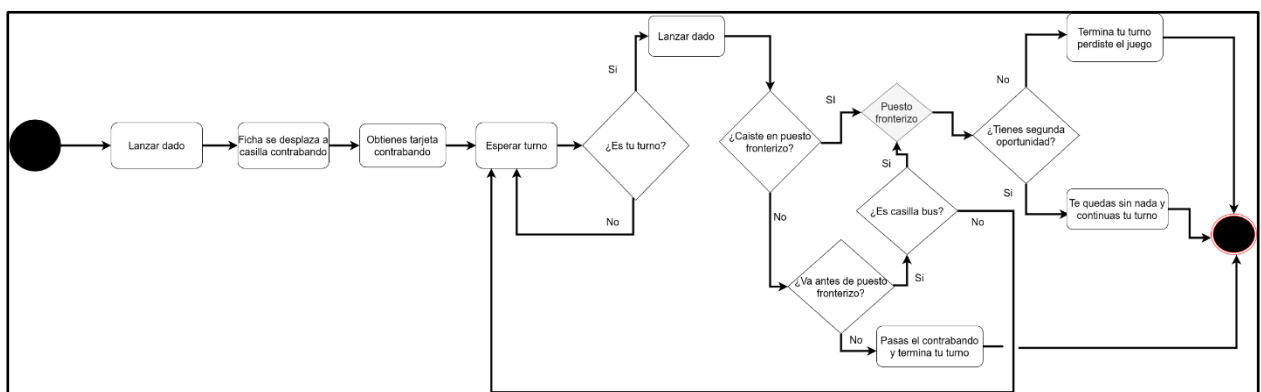 Lanzar dado
Ficha se desplaza a
casilla contrabando
Obtienes tarjeta
contrabando
Esperar turno
¿Es tu turno?
No
Si
Lanzar dado
¿Caiste en puesto
fronterizo?
SI
No
Puesto
fronterizo
¿Va antes de puesto
fronterizo?
Si
No
¿Es casilla bus?
Si
No
Pasas el contrabando
y termina tu turno
¿Tienes segunda
oportunidad?
No
Si
Termina tu turno
perdiste el juego
Te quedas sin nada y
continuas tu turno